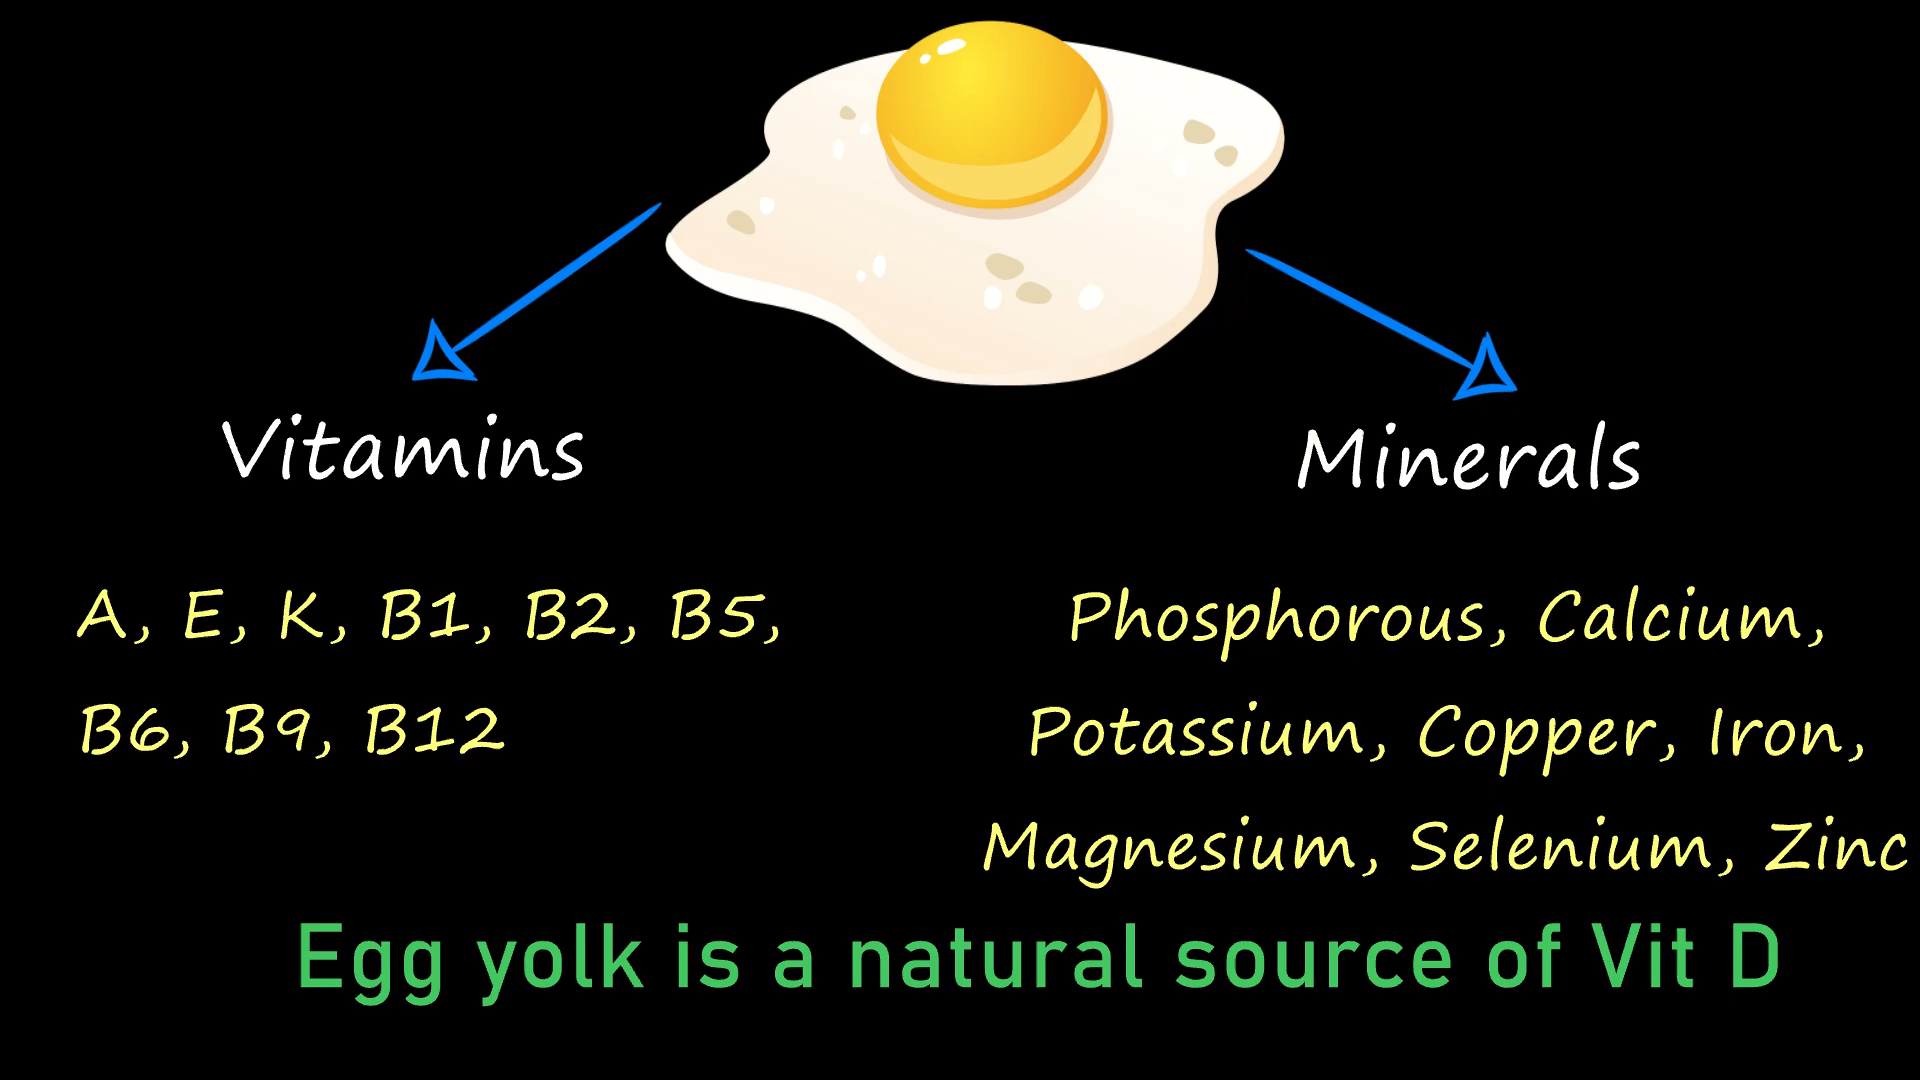 Vitamins
A, E, K, B1, B2, B5,
B6, B9, B12
Minerals
Phosphorous, Calcium,
Potassium, Copper, Iron,
Magnesium, Selenium, Zinc
Egg yolk is a natural source of Vit D